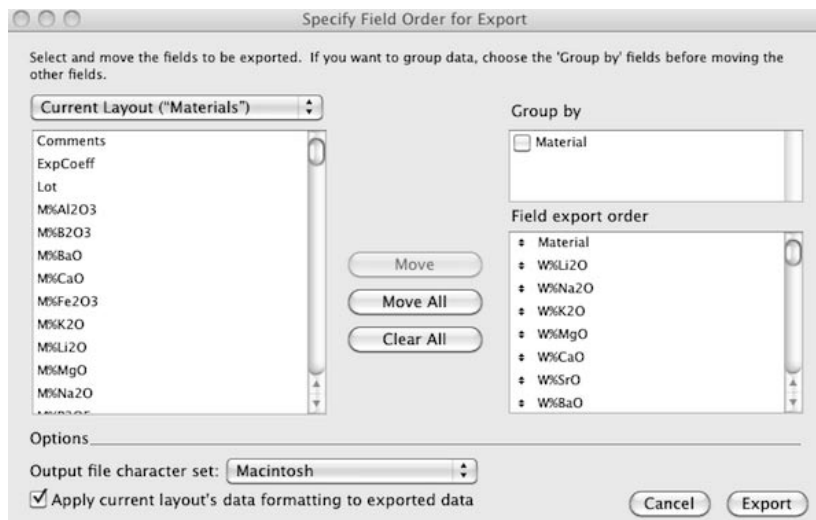 Specify Field Order for Export
Select and move the fields to be exported. If you want to group data, choose the 'Group by' fields before moving the
other fields.
Current Layout ("Materials")
Comments
ExpCoeff
Lot
M%Al2O3
M%B2O3
M%BaO
M%CaO
M%Fe2O3
M%K2O
M%Li2O
M%MgO
M%Na2O
Move
Move All
Clear All
Group by
Material
Field export order
Material
W%Li2O
W%Na2O
W%K2O
W%MgO
W%CaO
W%SrO
W%BaO
Options
Output file character set: Macintosh
Apply current layout's data formatting to exported data
Cancel
Export